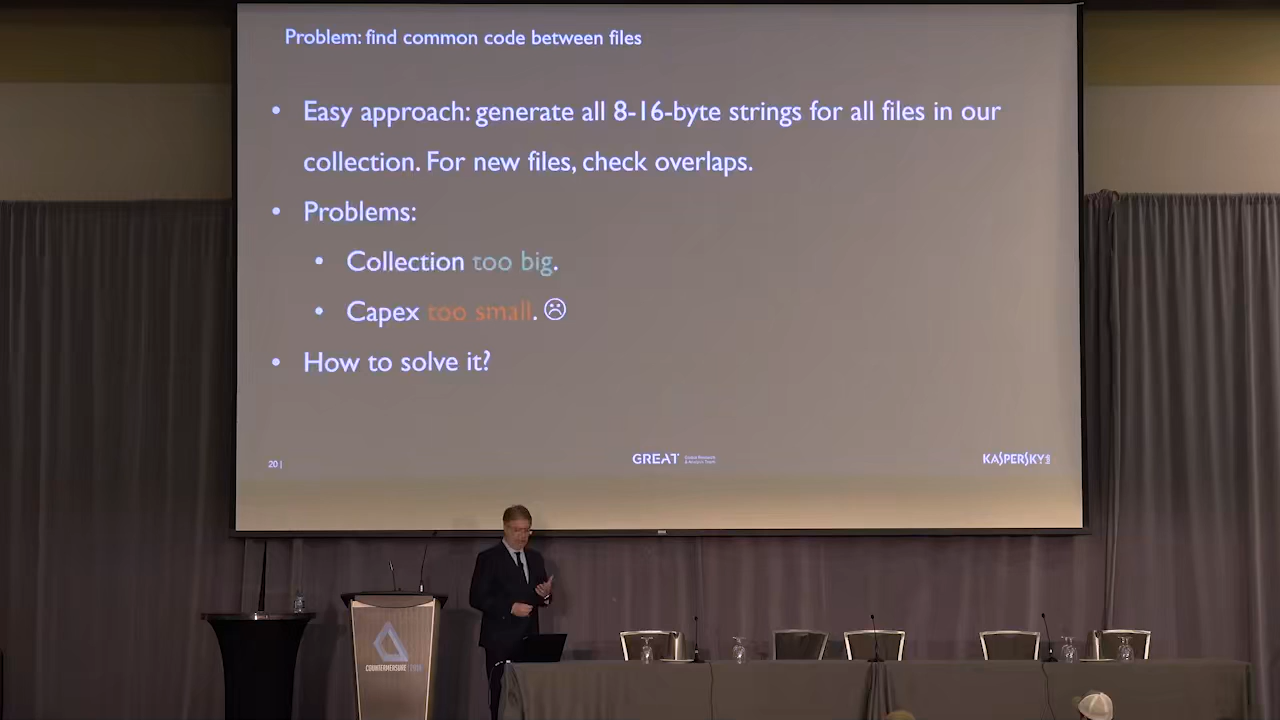 Problem: find common code between files
• Easy approach: generate all 8-16-byte strings for all files in our
collection. For new files, check overlaps.
• Problems:
• Collection too big.
• Capex too small. ☹
• How to solve it?
20 |
GREAT
KASPERSKY
COUNTERMEASURE